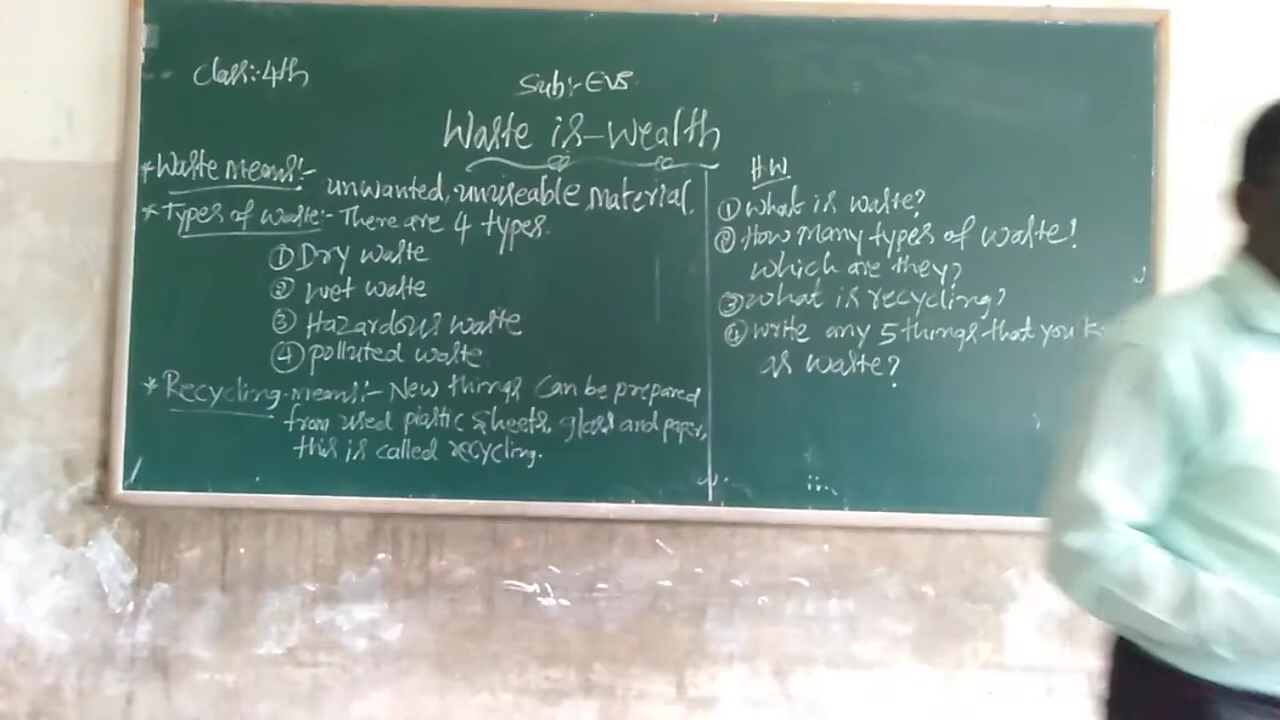 Class:- 4th
Sub:- EVS
Waste is - Wealth
* Waste means:-
unwanted, unuseable material.
* Types of waste:- There are 4 types.
① Dry waste
② wet waste
③ Hazardous waste
④ polluted waste
* Recycling means:- New things can be prepared
from used plastic sheets, glass and paper,
this is called recycling.
H.W
① What is waste?
② How many types of waste!
which are they?
③ What is recycling?
④ write any 5 things that you
as waste?